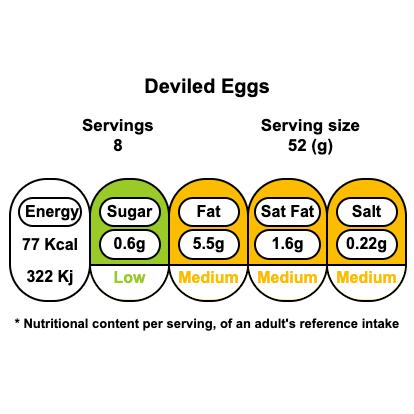 Deviled Eggs
Servings Serving size
8 52 (g)
Energy Sugar Fat Sat Fat Salt
77 Kcal 0.6g 5.5g 1.6g 0.22g
322 Kj Low Medium Medium Medium
* Nutritional content per serving, of an adult's reference intake